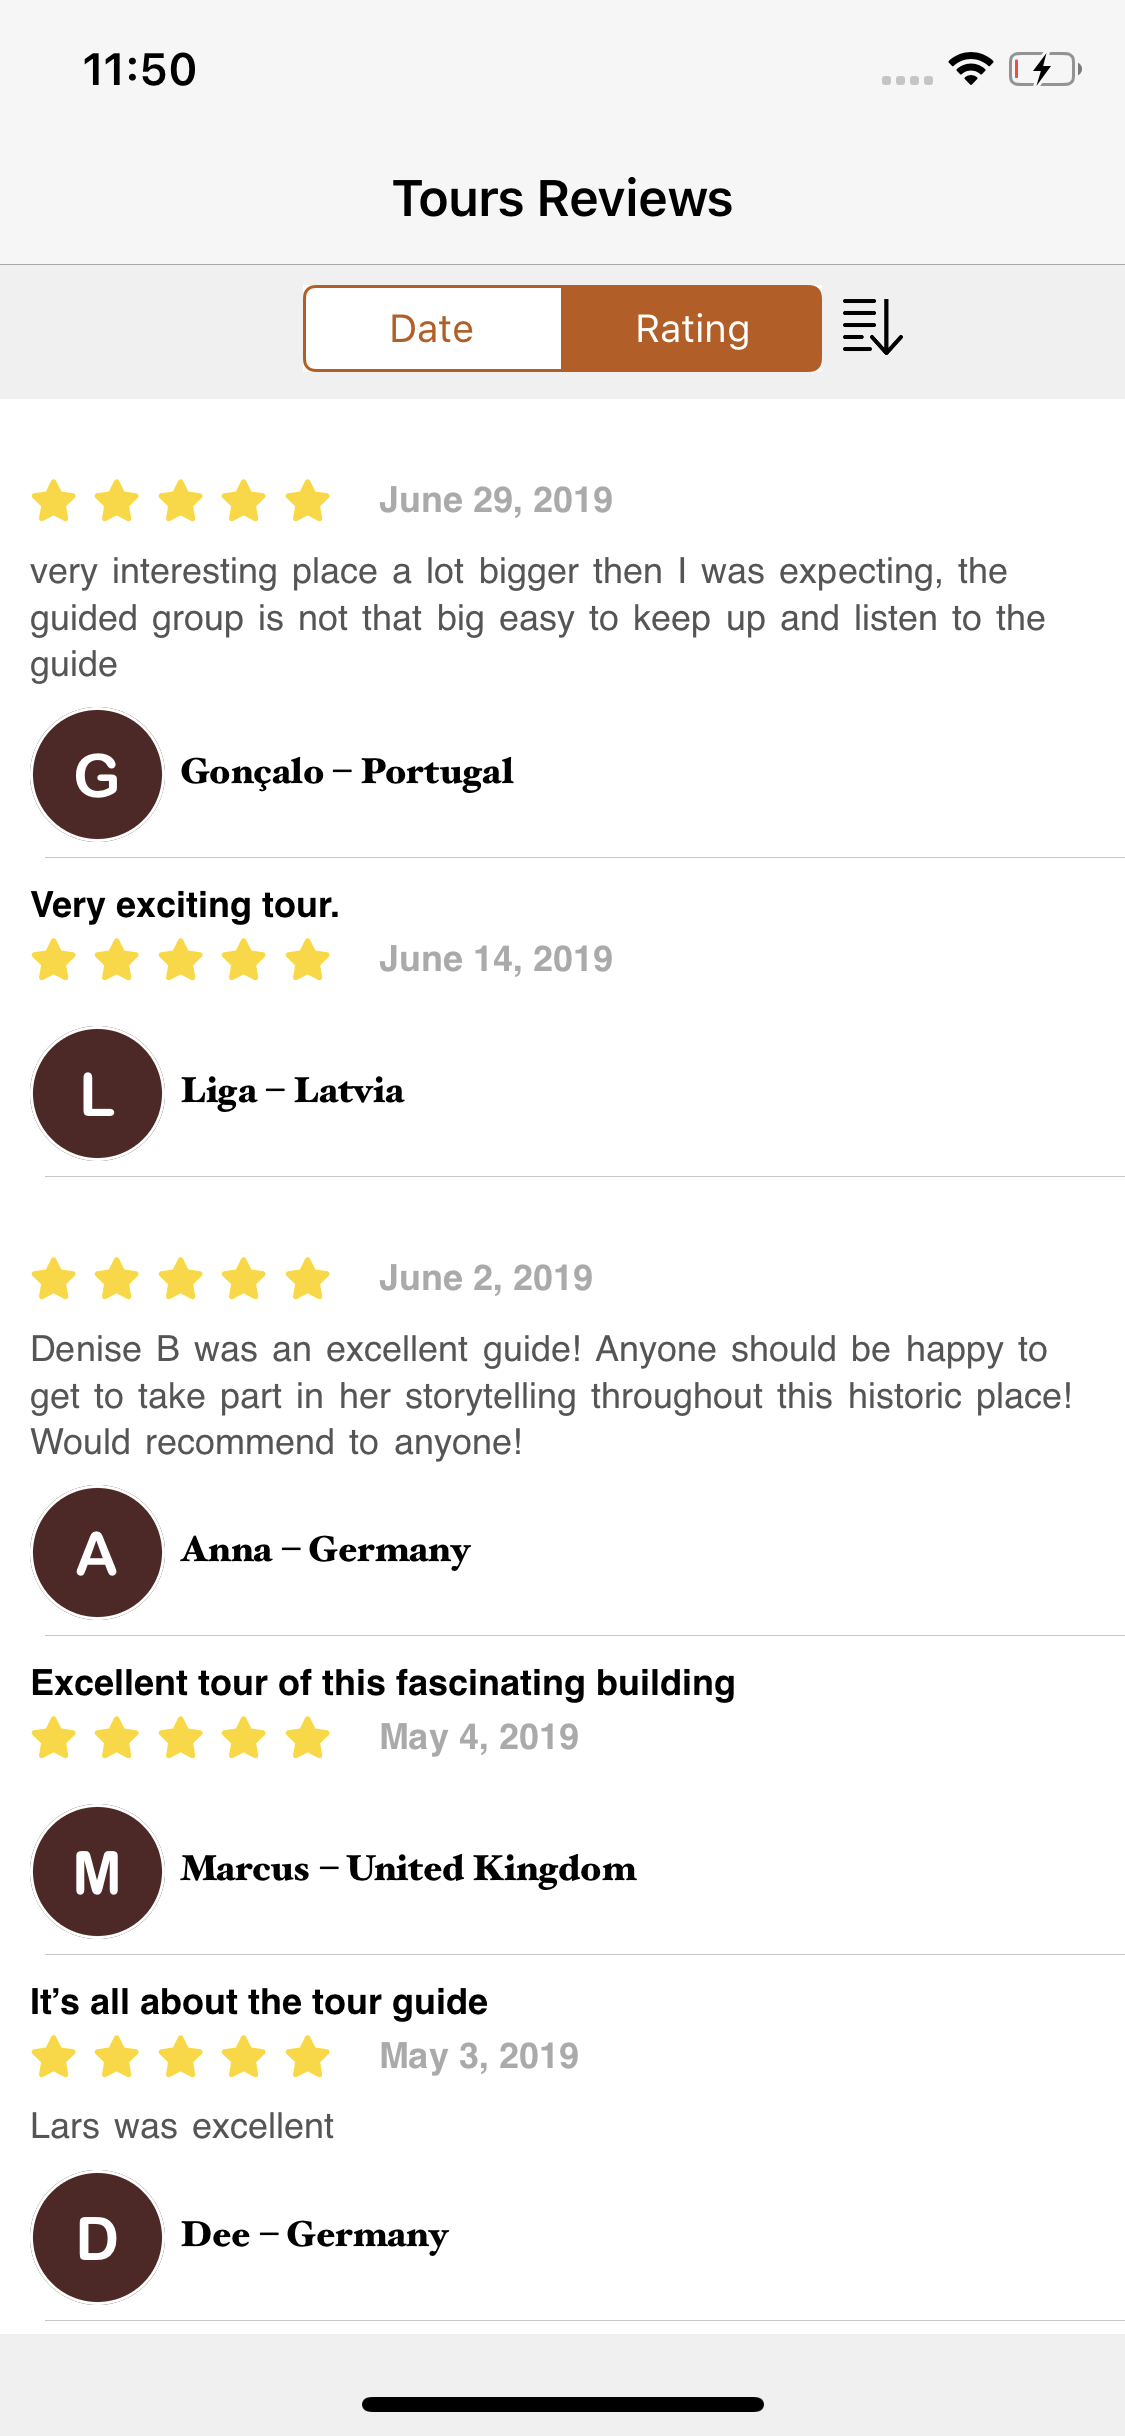 11:50
Tours Reviews
Date
Rating
June 29, 2019
very interesting place a lot bigger then I was expecting, the
guided group is not that big easy to keep up and listen to the
guide
G
Gonçalo – Portugal
Very exciting tour.
June 14, 2019
L
Liga – Latvia
June 2, 2019
Denise B was an excellent guide! Anyone should be happy to
get to take part in her storytelling throughout this historic place!
Would recommend to anyone!
A
Anna – Germany
Excellent tour of this fascinating building
May 4, 2019
M
Marcus – United Kingdom
It’s all about the tour guide
May 3, 2019
Lars was excellent
D
Dee – Germany